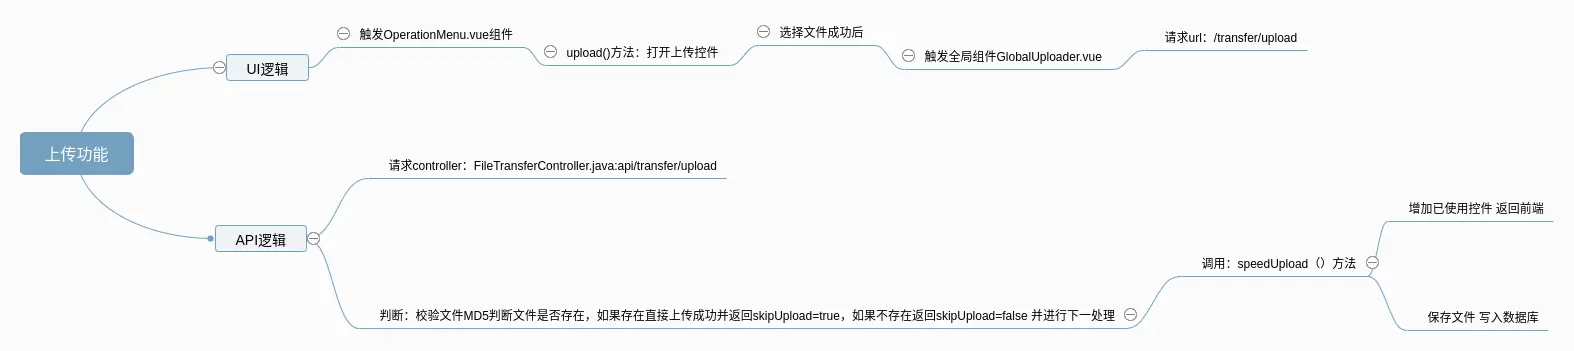 上传功能
UI逻辑
触发OperationMenu.vue组件
upload()方法：打开上传控件
选择文件成功后
触发全局组件GlobalUploader.vue
请求url：/transfer/upload
API逻辑
请求controller：FileTransferController.java:api/transfer/upload
判断：校验文件MD5判断文件是否存在，如果存在直接上传成功并返回skipUpload=true，如果不存在返回skipUpload=false 并进行下一处理
调用：speedUpload（）方法
增加已使用控件 返回前端
保存文件 写入数据库